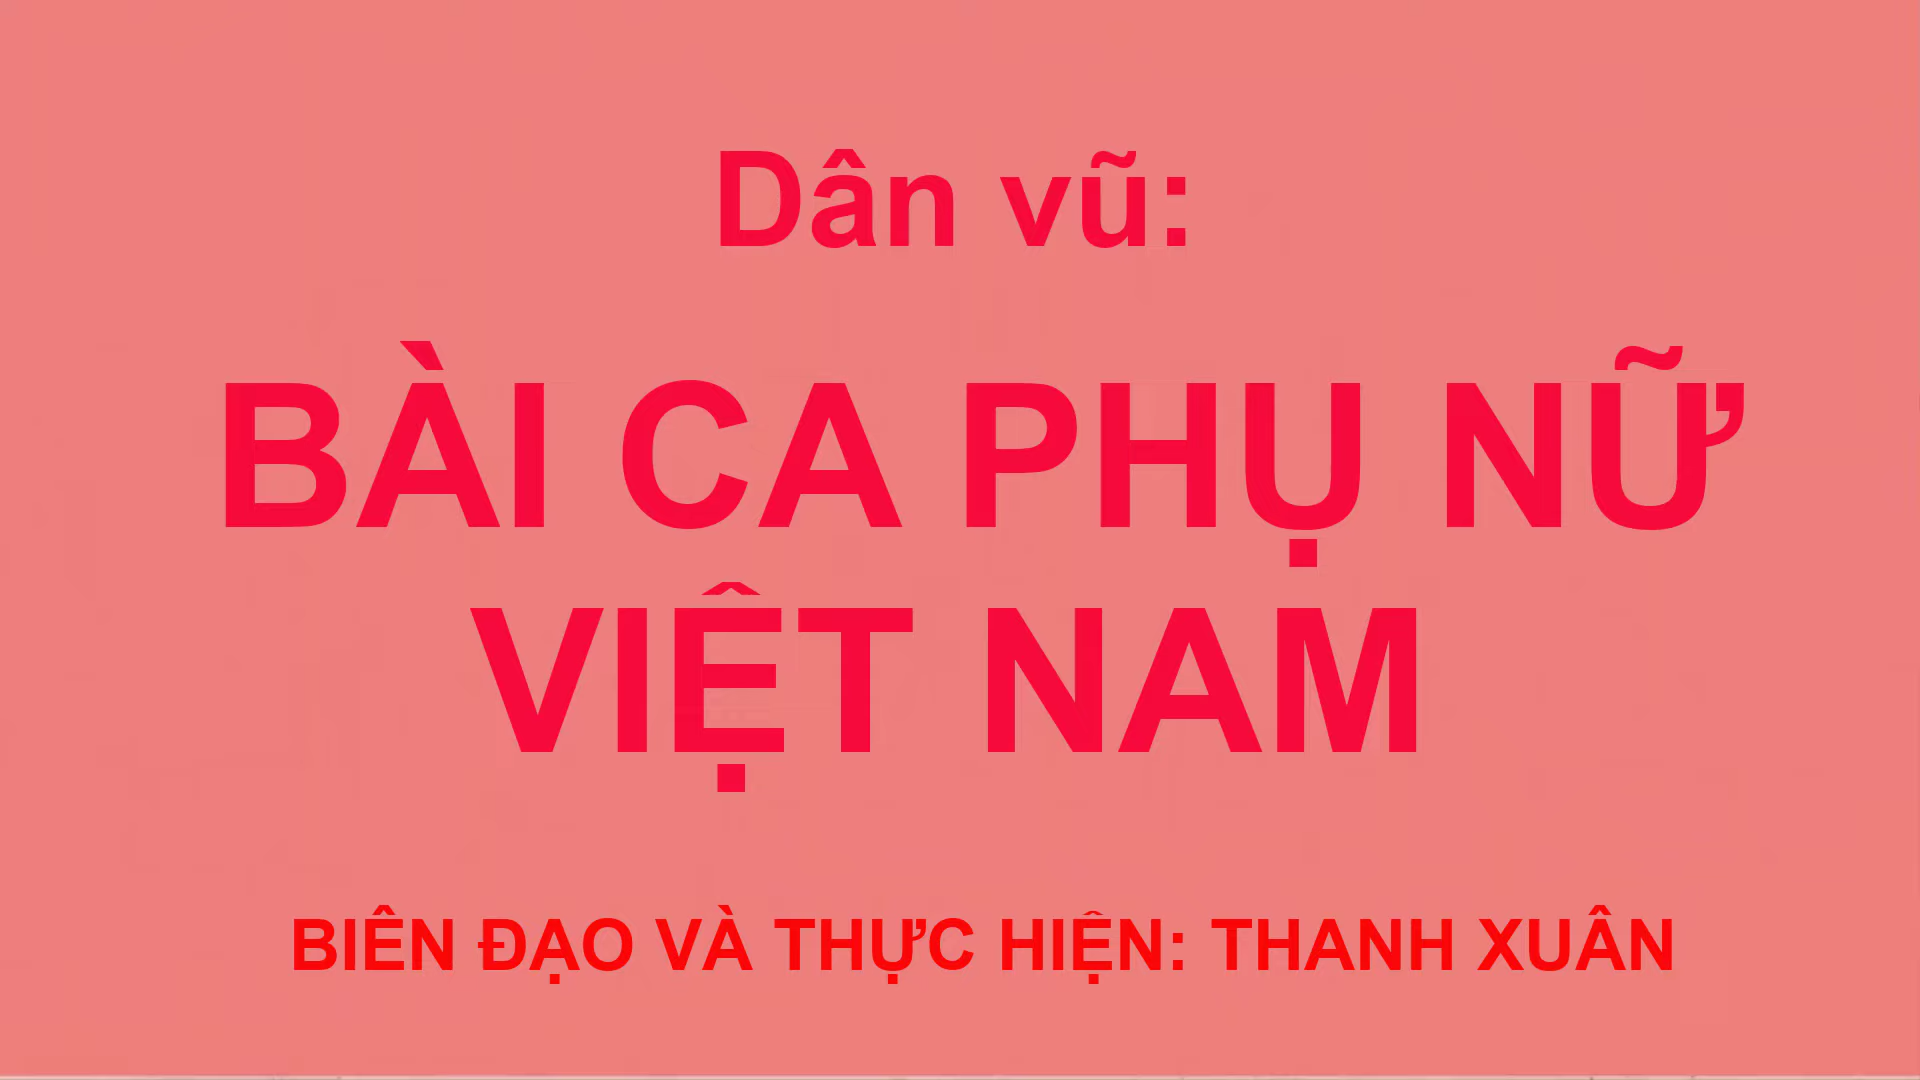 Dân vũ:
BÀI CA PHỤ NỮ
VIỆT NAM
BIÊN ĐẠO VÀ THỰC HIỆN: THANH XUÂN